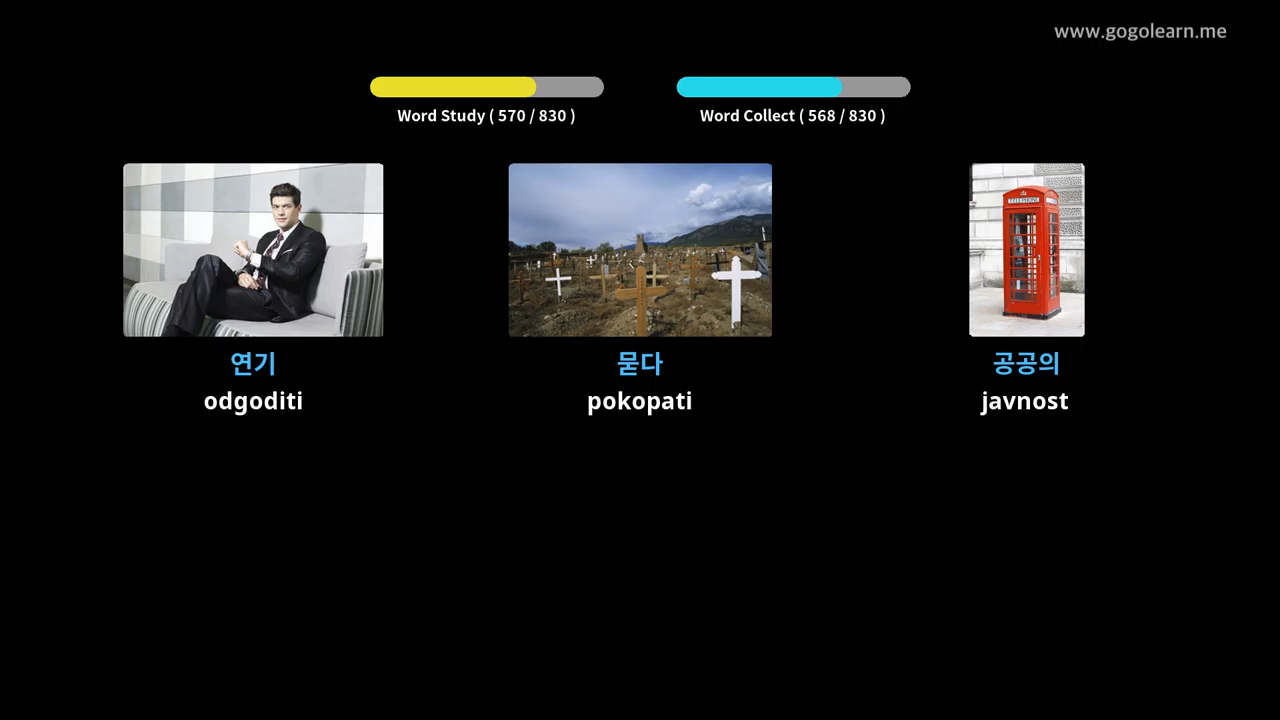 www.gogolearn.me
Word Study ( 570 / 830 )
Word Collect ( 568 / 830 )
TELEPHONE
연기
묻다
공공의
odgoditi
pokopati
javnost